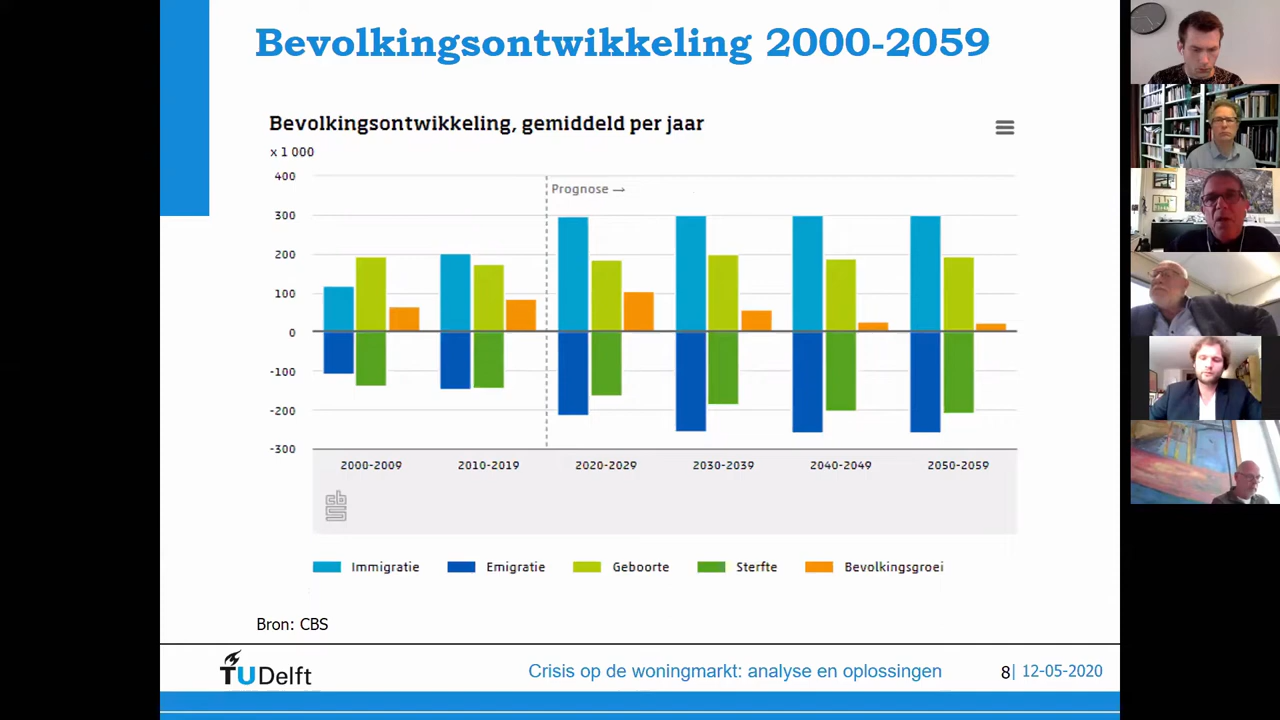 Bevolkingsontwikkeling 2000-2059
Bevolkingsontwikkeling, gemiddeld per jaar
x 1 000
400
Prognose →
300
200
100
0
-100
-200
-300
2000-2009 2010-2019 2020-2029 2030-2039 2040-2049 2050-2059
cbs
Immigratie Emigratie Geboorte Sterfte Bevolkingsgroei
Bron: CBS
TUDelft Crisis op de woningmarkt: analyse en oplossingen 8| 12-05-2020